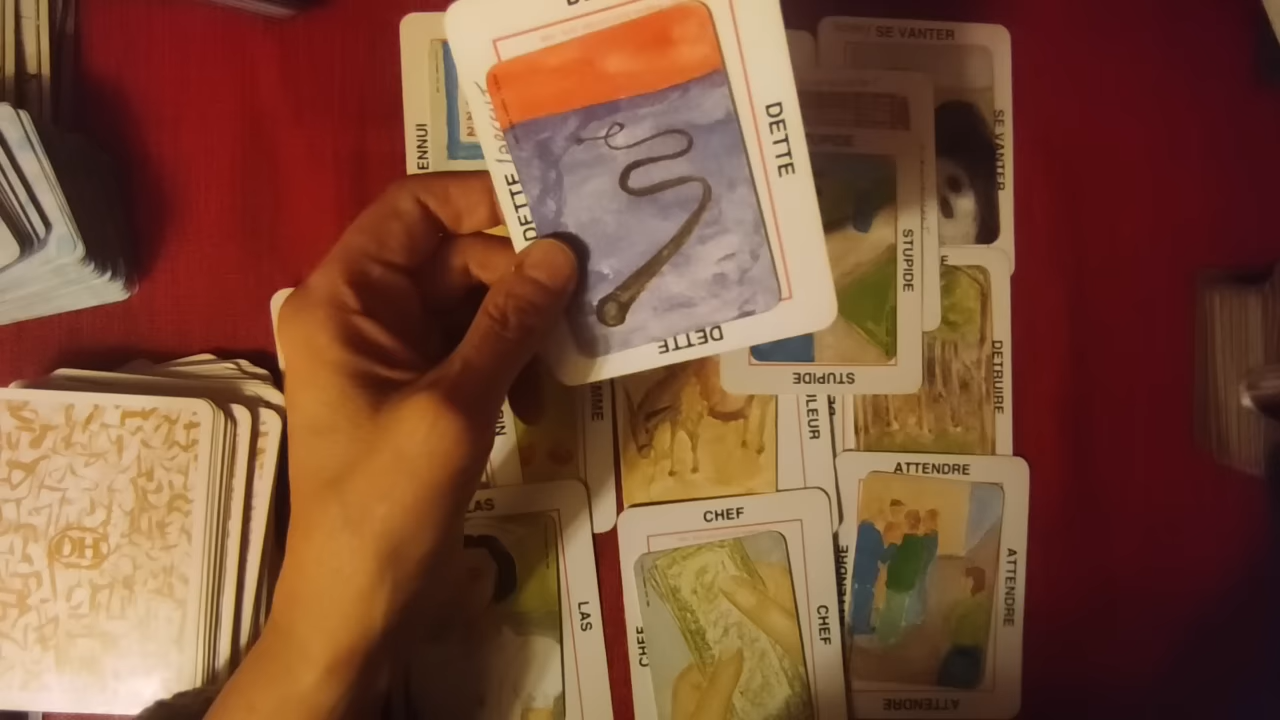 SE VANTER
SE VANTER
ENNUI
DETTE
DETTE
DETTE
STUPIDE
STUPIDE
DETRUIRE
LAS
LAS
CHEF
CHEF
CHEF
ATTENDRE
ATTENDRE
ATTENDRE
ATTENDRE
OH